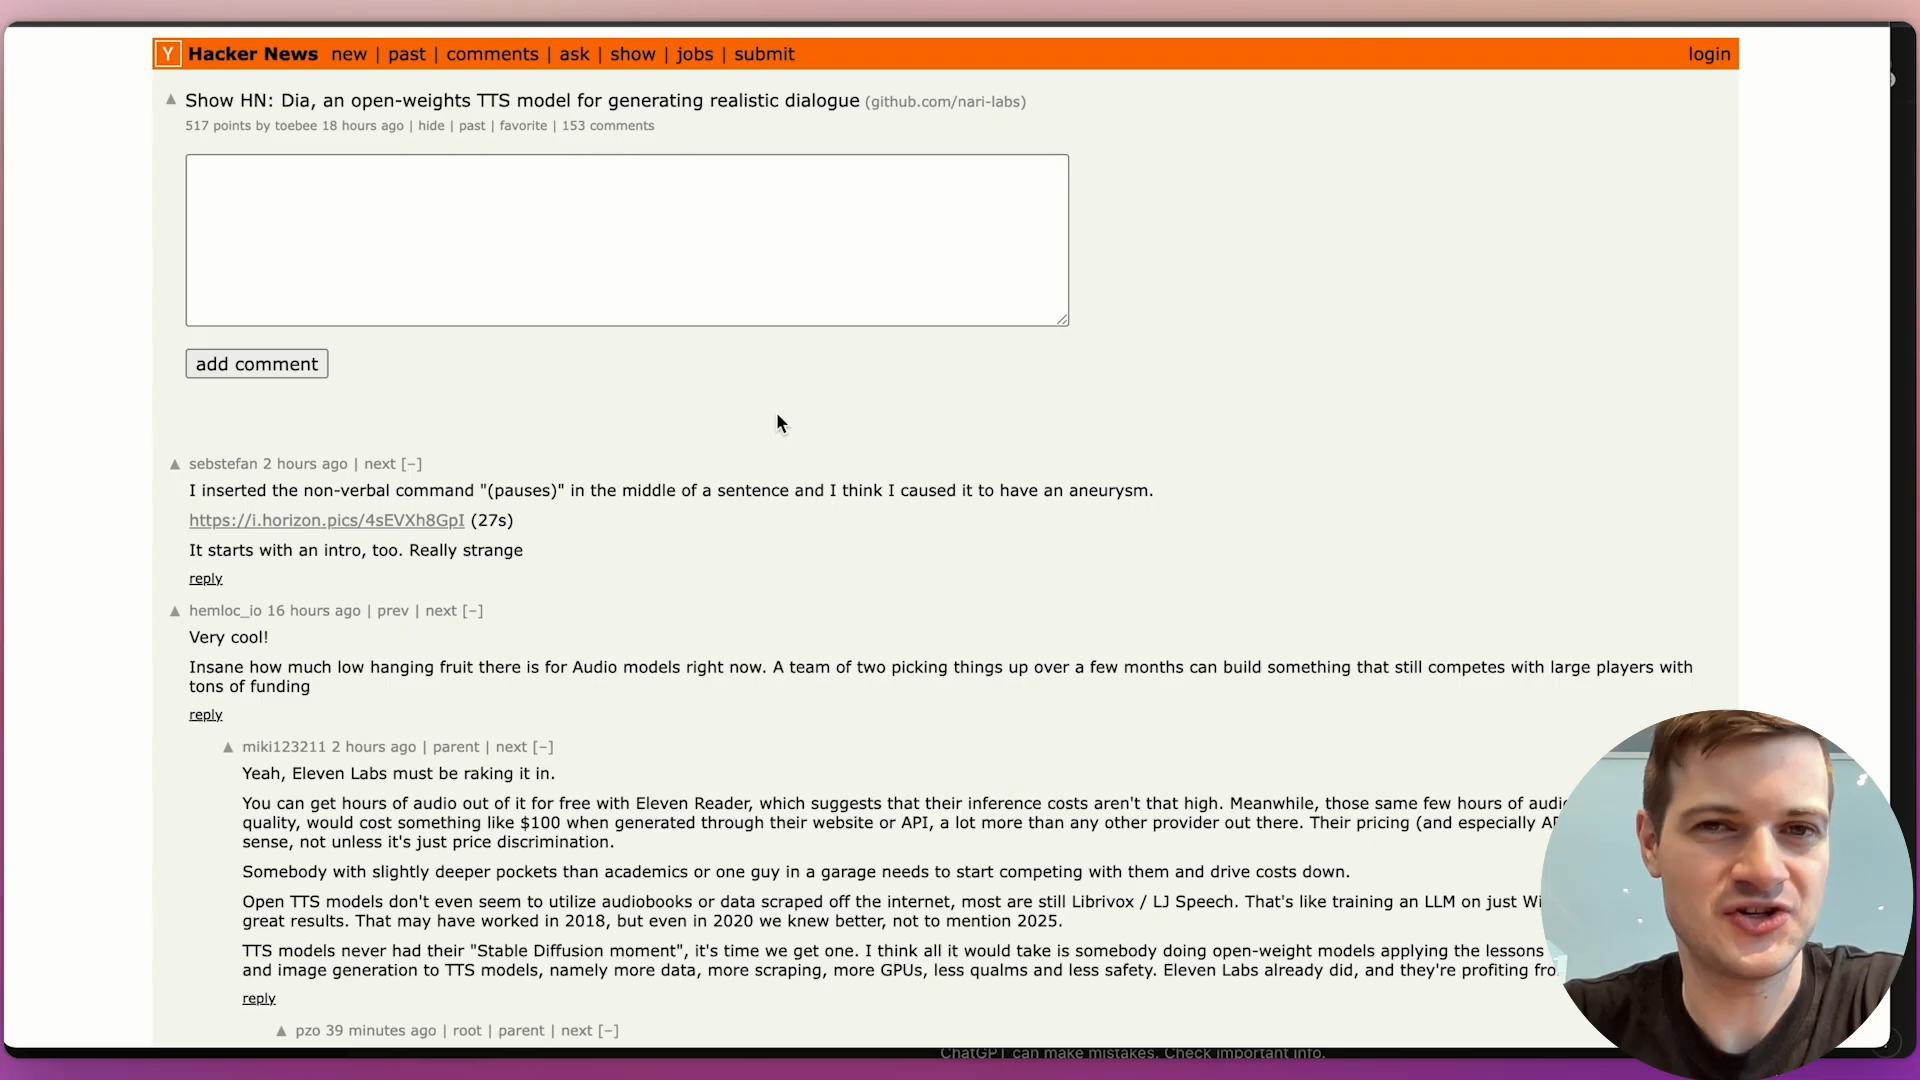 Y Hacker News new | past | comments | ask | show | jobs | submit login
▲ Show HN: Dia, an open-weights TTS model for generating realistic dialogue (github.com/nari-labs)
517 points by toebee 18 hours ago | hide | past | favorite | 153 comments
add comment
▲ sebstefan 2 hours ago | next [–]
I inserted the non-verbal command "(pauses)" in the middle of a sentence and I think I caused it to have an aneurysm.
https://i.horizon.pics/4sEVXh8GpI (27s)
It starts with an intro, too. Really strange
reply
▲ hemloc_io 16 hours ago | prev | next [–]
Very cool!
Insane how much low hanging fruit there is for Audio models right now. A team of two picking things up over a few months can build something that still competes with large players with
tons of funding
reply
▲ miki123211 2 hours ago | parent | next [–]
Yeah, Eleven Labs must be raking it in.
You can get hours of audio out of it for free with Eleven Reader, which suggests that their inference costs aren't that high. Meanwhile, those same few hours of
quality, would cost something like $100 when generated through their website or API, a lot more than any other provider out there. Their pricing (and especially
sense, not unless it's just price discrimination.
Somebody with slightly deeper pockets than academics or one guy in a garage needs to start competing with them and drive costs down.
Open TTS models don't even seem to utilize audiobooks or data scraped off the internet, most are still Librivox / LJ Speech. That's like training an LLM on just
great results. That may have worked in 2018, but even in 2020 we knew better, not to mention 2025.
TTS models never had their "Stable Diffusion moment", it's time we get one. I think all it would take is somebody doing open-weight models applying the lessons
and image generation to TTS models, namely more data, more scraping, more GPUs, less qualms and less safety. Eleven Labs already did, and they're profiting
reply
▲ pzo 39 minutes ago | root | parent | next [–]
ChatGPT can make mistakes. Check important info.